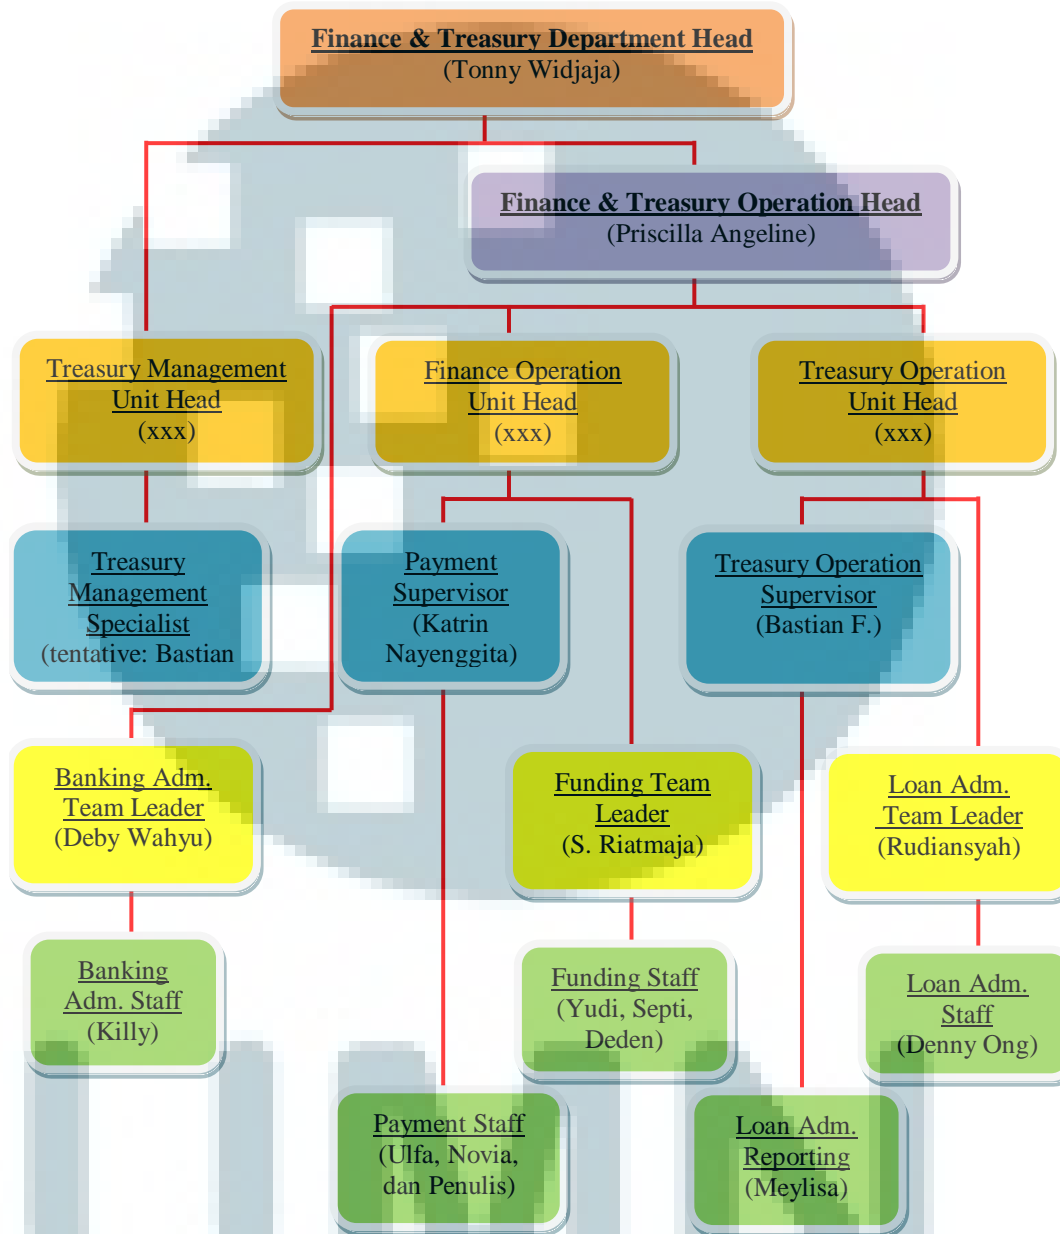 Finance & Treasury Department Head
(Tonny Widjaja)
Finance & Treasury Operation Head
(Priscilla Angeline)
Treasury Management
Unit Head
(xxx)
Finance Operation
Unit Head
(xxx)
Treasury Operation
Unit Head
(xxx)
Treasury
Management
Specialist
(tentative: Bastian
Payment
Supervisor
(Katrin
Nayenggita)
Treasury Operation
Supervisor
(Bastian F.)
Banking Adm.
Team Leader
(Deby Wahyu)
Funding Team
Leader
(S. Riatmaja)
Loan Adm.
Team Leader
(Rudiansyah)
Banking
Adm. Staff
(Killy)
Funding Staff
(Yudi, Septi,
Deden)
Loan Adm.
Staff
(Denny Ong)
Payment Staff
(Ulfa, Novia,
dan Penulis)
Loan Adm.
Reporting
(Meylisa)